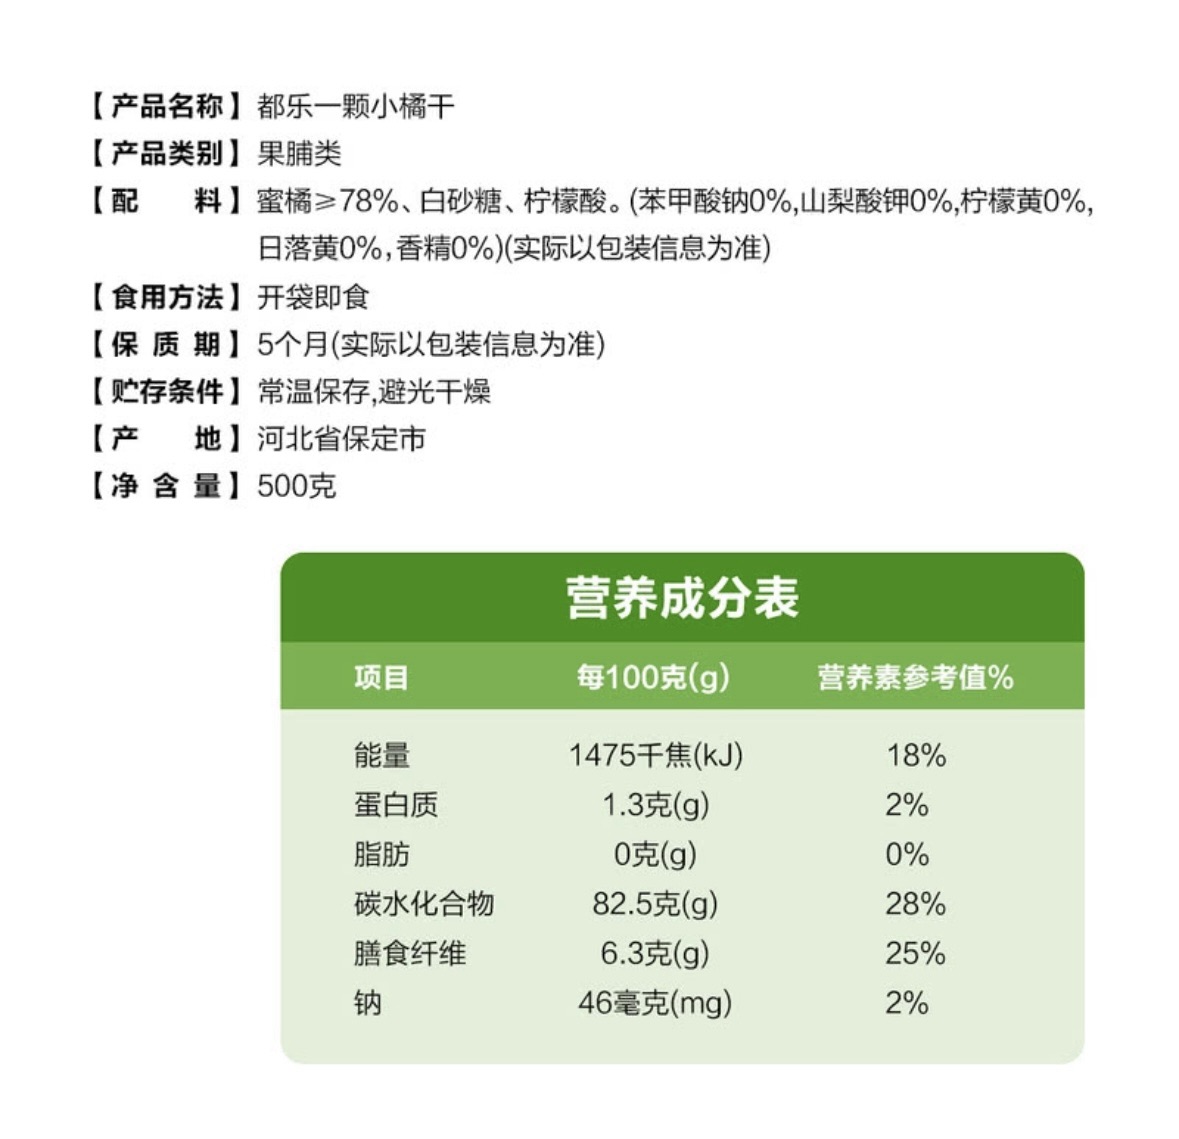 【产品名称】都乐一颗小橘干
【产品类别】果脯类
【配 料】蜜橘≥78%、白砂糖、柠檬酸。(苯甲酸钠0%,山梨酸钾0%,柠檬黄0%,
日落黄0%,香精0%)(实际以包装信息为准)
【食用方法】开袋即食
【保 质 期】5个月(实际以包装信息为准)
【贮存条件】常温保存,避光干燥
【产 地】河北省保定市
【净 含 量】500克
营养成分表
项目 每100克(g) 营养素参考值%
能量 1475千焦(kJ) 18%
蛋白质 1.3克(g) 2%
脂肪 0克(g) 0%
碳水化合物 82.5克(g) 28%
膳食纤维 6.3克(g) 25%
钠 46毫克(mg) 2%